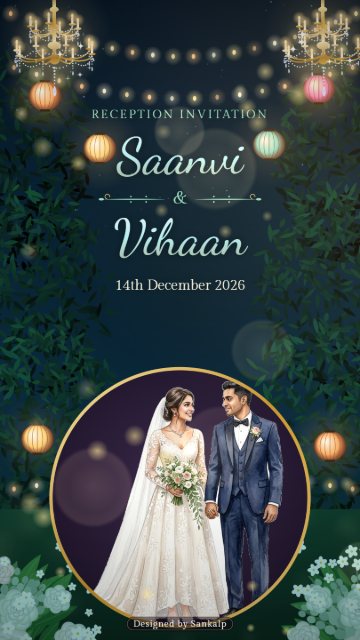 RECEPTION INVITATION
Saanvi
&
Vihaan
14th December 2026
Designed by Sankalp